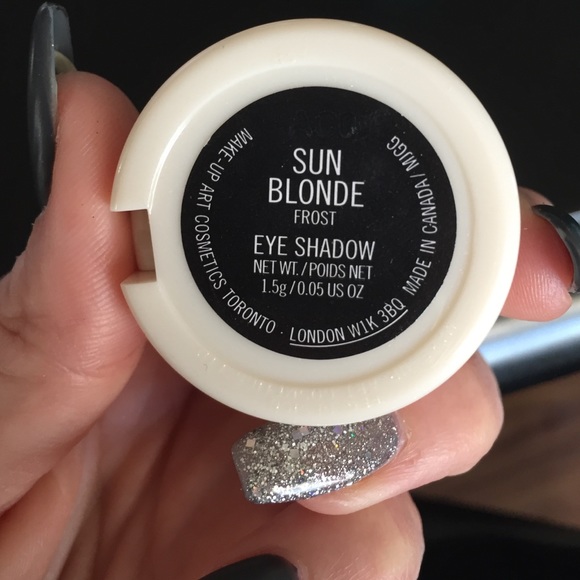 SUN
BLONDE
FROST
EYE SHADOW
NET WT./POIDS NET
1.5g/0.05 US OZ
MAKE-UP ART COSMETICS TORONTO · LONDON W1K 3BQ MADE IN CANADA/MIGG